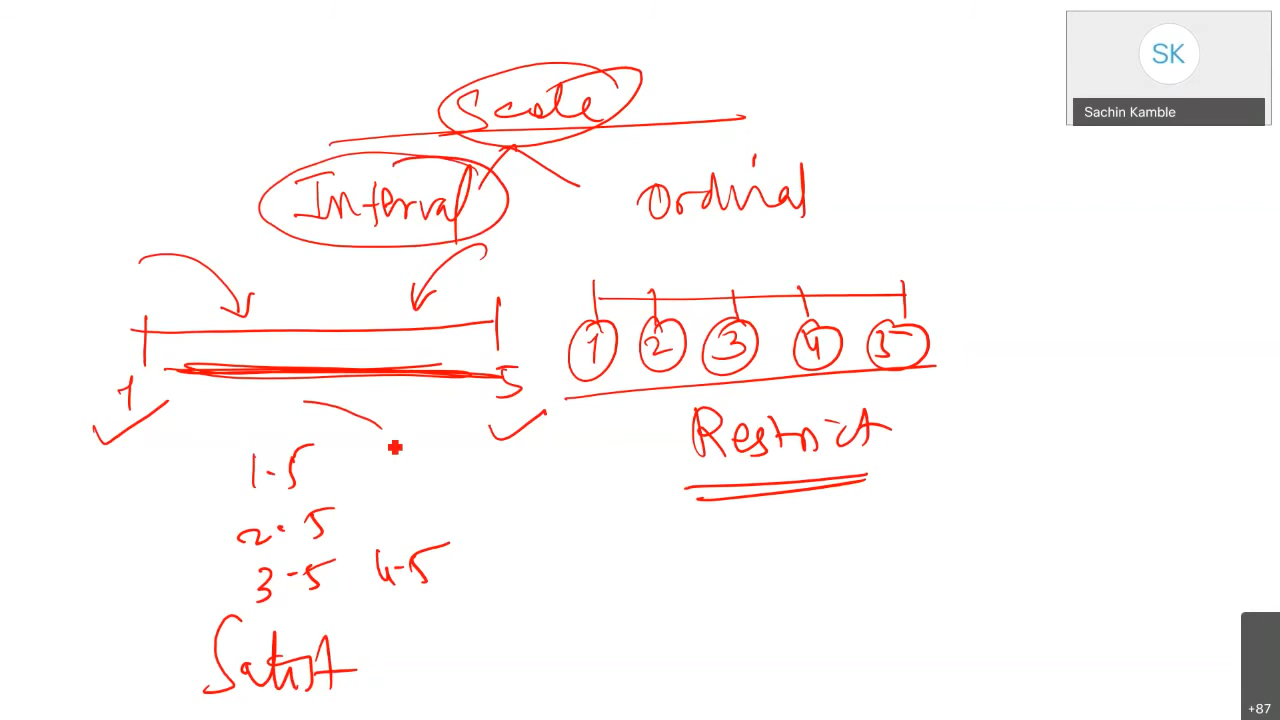 Scale
Interval ordinal
1 5 1 2 3 4 5
Restrict
1-5
2-5
3-5 4-5
SK
Sachin Kamble
+87